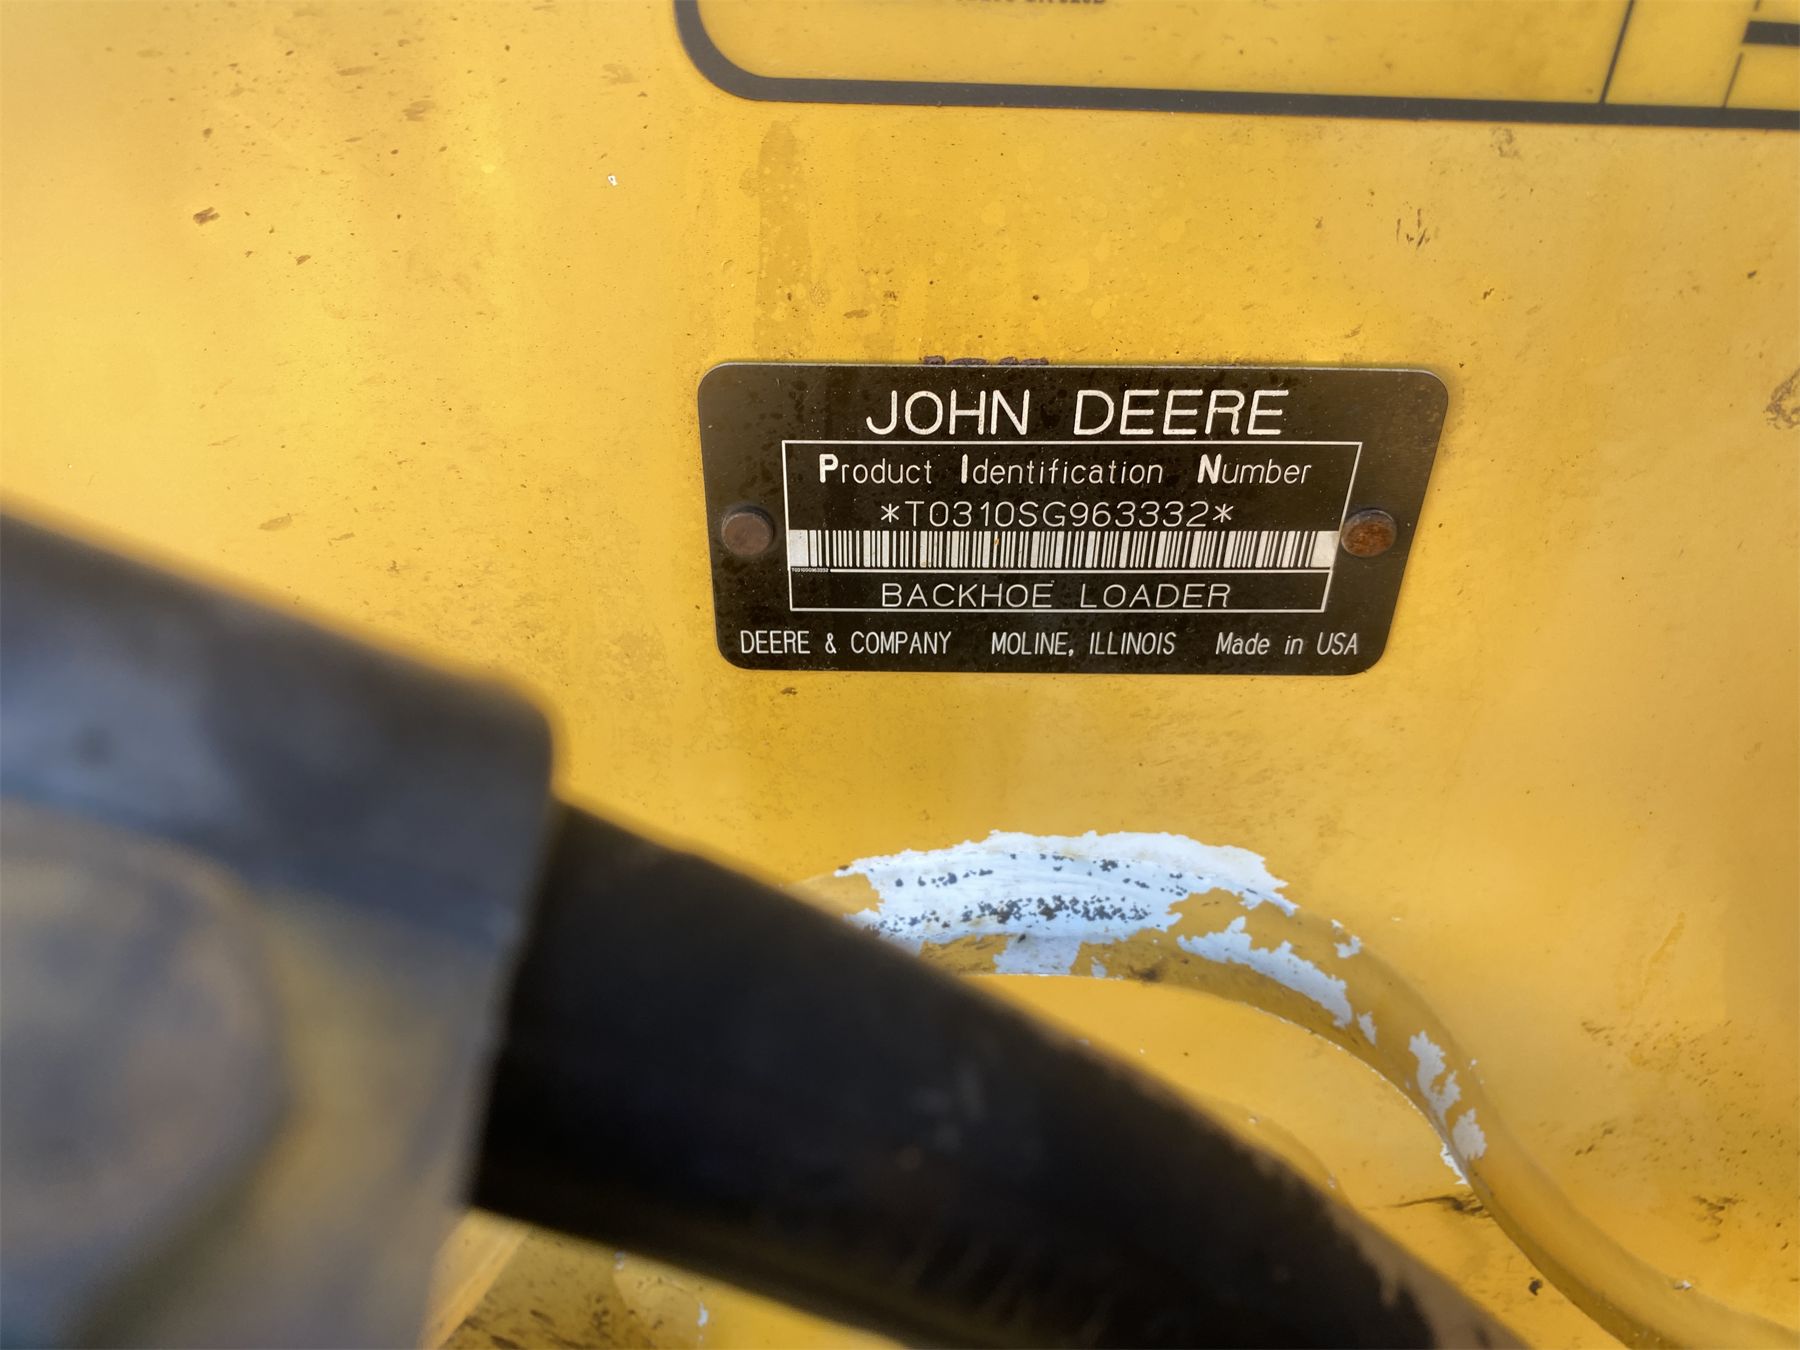 JOHN DEERE
Product Identification Number
*T0310SG963332*
BACKHOE LOADER
DEERE & COMPANY MOLINE, ILLINOIS Made in USA